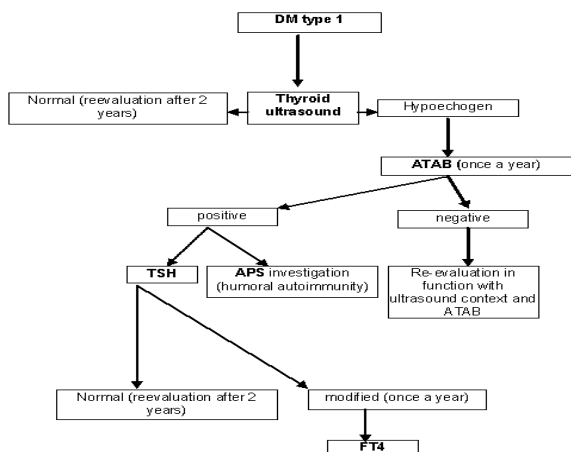 DM type 1
Normal (reevaluation after 2
years)
Thyroid
ultrasound
Hypoechogen
ATAB (once a year)
positive
negative
TSH
APS investigation
(humoral autoimmunity)
Re-evaluation in
function with
ultrasound context and
ATAB
Normal (reevaluation after 2
years)
modified (once a year)
FT4